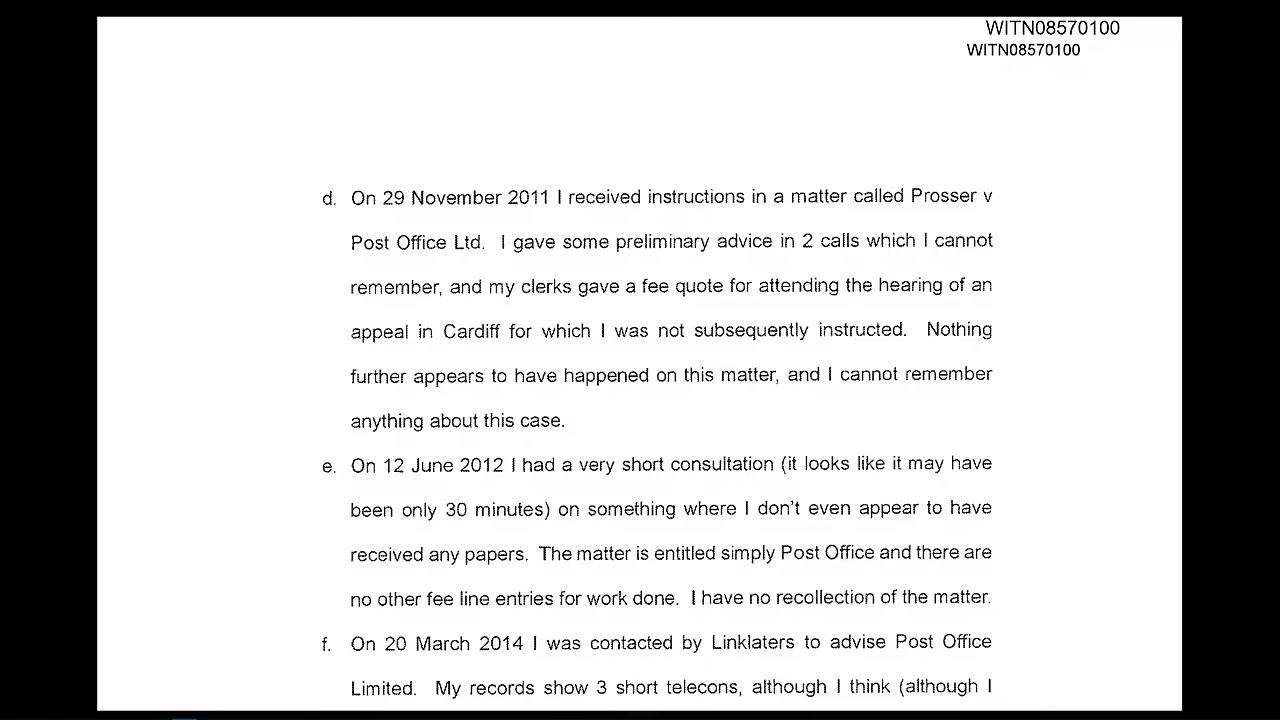 WITN08570100
WITN08570100
d. On 29 November 2011 I received instructions in a matter called Prosser v
Post Office Ltd. I gave some preliminary advice in 2 calls which I cannot
remember, and my clerks gave a fee quote for attending the hearing of an
appeal in Cardiff for which I was not subsequently instructed. Nothing
further appears to have happened on this matter, and I cannot remember
anything about this case.
e. On 12 June 2012 I had a very short consultation (it looks like it may have
been only 30 minutes) on something where I don't even appear to have
received any papers. The matter is entitled simply Post Office and there are
no other fee line entries for work done. I have no recollection of the matter.
f. On 20 March 2014 I was contacted by Linklaters to advise Post Office
Limited. My records show 3 short telecons, although I think (although I